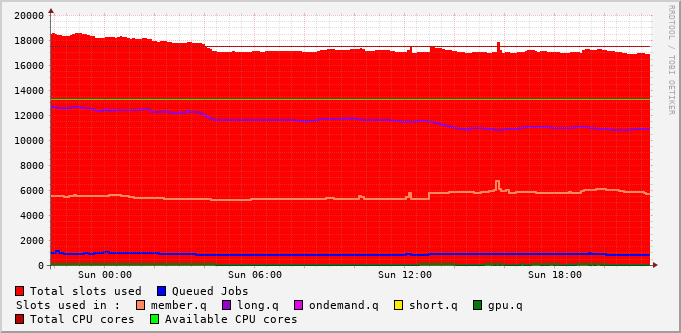 20000
18000
16000
14000
12000
10000
8000
6000
4000
2000
0
Sun 00:00 Sun 06:00 Sun 12:00 Sun 18:00
RRDTOOL / TOBI OETIKER
Total slots used Queued Jobs
Slots used in : member.q long.q ondemand.q short.q gpu.q
Total CPU cores Available CPU cores